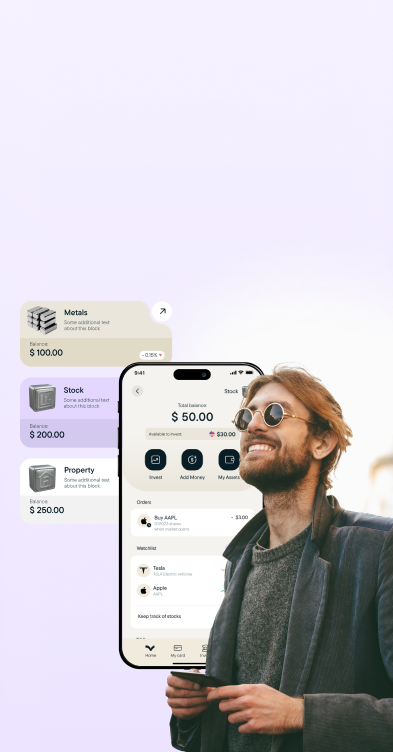 Metals
Some additional text
about this block
Balance:
$ 100.00
- 0.15%
Stock
Some additional text
about this block
Balance:
$ 200.00
Property
Some additional text
about this block
Balance:
$ 250.00
9:41
Stock
Total balance:
$ 50.00
Available to invest
$30.00
Invest
Add Money
My Assets
Orders
Buy AAPL
- $3.00
when market opens
Watchlist
Tesla
TSLA Electric vehicles
Apple
AAPL
Keep track of stocks
Home
My card